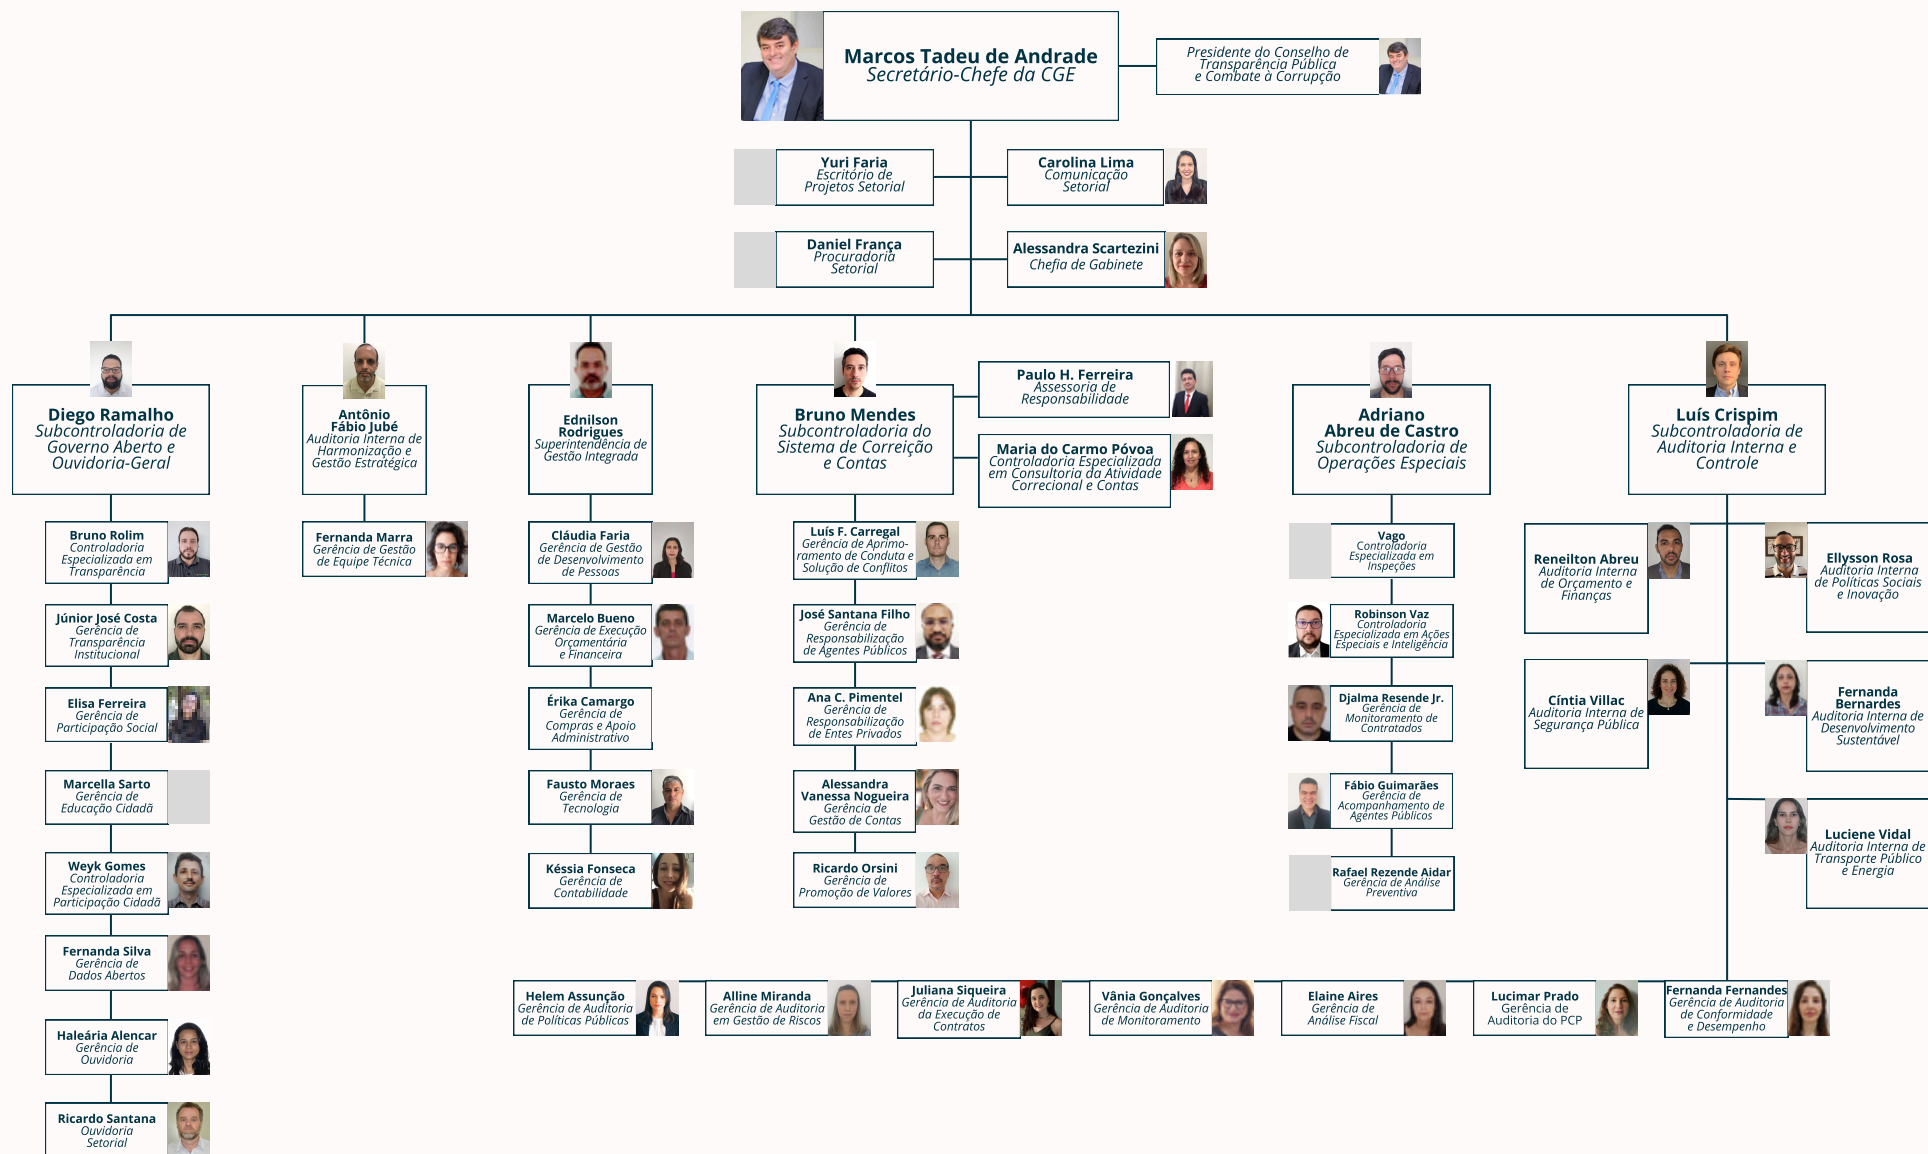 Marcos Tadeu de Andrade
Secretário-Chefe da CGE
Presidente do Conselho de
Transparência Pública
e Combate à Corrupção
Yuri Faria
Escritório de
Projetos Setorial
Carolina Lima
Comunicação
Setorial
Daniel França
Procuradoria
Setorial
Alessandra Scartezini
Chefia de Gabinete
Diego Ramalho
Subcontroladoria de
Governo Aberto e
Ouvidoria-Geral
Antônio
Fábio Jubé
Auditoria Interna de
Harmonização e
Gestão Estratégica
Ednilson
Rodrigues
Superintendência de
Gestão Integrada
Bruno Mendes
Subcontroladoria do
Sistema de Correição
e Contas
Paulo H. Ferreira
Assessoria de
Responsabilidade
Maria do Carmo Póvoa
Controladoria Especializada
em Consultoria da Atividade
Correcional e Contas
Adriano
Abreu de Castro
Subcontroladoria de
Operações Especiais
Luís Crispim
Subcontroladoria de
Auditoria Interna e
Controle
Bruno Rolim
Controladoria
Especializada em
Transparência
Júnior José Costa
Gerência de
Transparência
Institucional
Elisa Ferreira
Gerência de
Participação Social
Marcella Sarto
Gerência de
Educação Cidadã
Weyk Gomes
Controladoria
Especializada em
Participação Cidadã
Fernanda Silva
Gerência de
Dados Abertos
Haleária Alencar
Gerência de
Ouvidoria
Ricardo Santana
Ouvidoria
Setorial
Fernanda Marra
Gerência de Gestão
de Equipe Técnica
Cláudia Faria
Gerência de Gestão
de Desenvolvimento
de Pessoas
Marcelo Bueno
Gerência de Execução
Orçamentária
e Financeira
Érika Camargo
Gerência de
Compras e Apoio
Administrativo
Fausto Moraes
Gerência de
Tecnologia
Késsia Fonseca
Gerência de
Contabilidade
Luís F. Carregal
Gerência de Aprimo-
ramento de Conduta e
Solução de Conflitos
José Santana Filho
Gerência de
Responsabilização
de Agentes Públicos
Ana C. Pimentel
Gerência de
Responsabilização
de Entes Privados
Alessandra
Vanessa Nogueira
Gerência de
Gestão de Contas
Ricardo Orsini
Gerência de
Promoção de Valores
Vago
Controladoria
Especializada em
Inspeções
Robinson Vaz
Controladoria
Especializada em Ações
Especiais e Inteligência
Djalma Resende Jr.
Gerência de
Monitoramento de
Contratados
Fábio Guimarães
Gerência de
Acompanhamento de
Agentes Públicos
Rafael Rezende Aidar
Gerência de Análise
Preventiva
Reneilton Abreu
Auditoria Interna
de Orçamento e
Finanças
Ellysson Rosa
Auditoria Interna
de Políticas Sociais
e Inovação
Cíntia Villac
Auditoria Interna de
Segurança Pública
Fernanda
Bernardes
Auditoria Interna de
Desenvolvimento
Sustentável
Luciene Vidal
Auditoria Interna de
Transporte Público
e Energia
Helem Assunção
Gerência de Auditoria
de Políticas Públicas
Alline Miranda
Gerência de Auditoria
em Gestão de Riscos
Juliana Siqueira
Gerência de Auditoria
da Execução de
Contratos
Vânia Gonçalves
Gerência de Auditoria
de Monitoramento
Elaine Aires
Gerência de
Análise Fiscal
Lucimar Prado
Gerência de
Auditoria do PCP
Fernanda Fernandes
Gerência de Auditoria
de Conformidade
e Desempenho